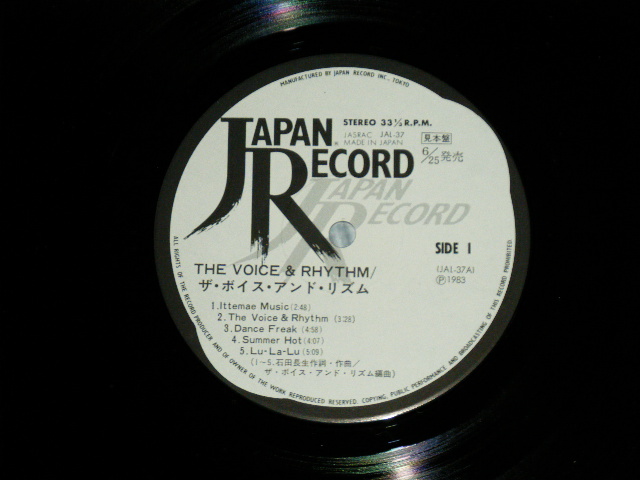 MANUFACTURED BY JAPAN RECORD INC., TOKYO
JAPAN RECORD
STEREO 33 1/3 R.P.M.
JASRAC JAL-37
MADE IN JAPAN
見本盤
6/25発売
JAPAN RECORD
SIDE 1
(JAL-37A)
Ⓟ1983
THE VOICE & RHYTHM/
ザ・ボイス・アンド・リズム
1.Ittemae Music(2:48)
2.The Voice & Rhythm (3:28)
3.Dance Freak(4:58)
4.Summer Hot(4:07)
5.Lu-La-Lu(5:09)
(1~5.石田長生作詞・作曲/
ザ・ボイス・アンド・リズム編曲)
ALL RIGHTS OF THE RECORD PRODUCER AND OF OWNER OF THE WORK REPRODUCED RESERVED. COPYING, PUBLIC PERFORMANCE AND BROADCASTING OF THIS RECORD PROHIBITED.